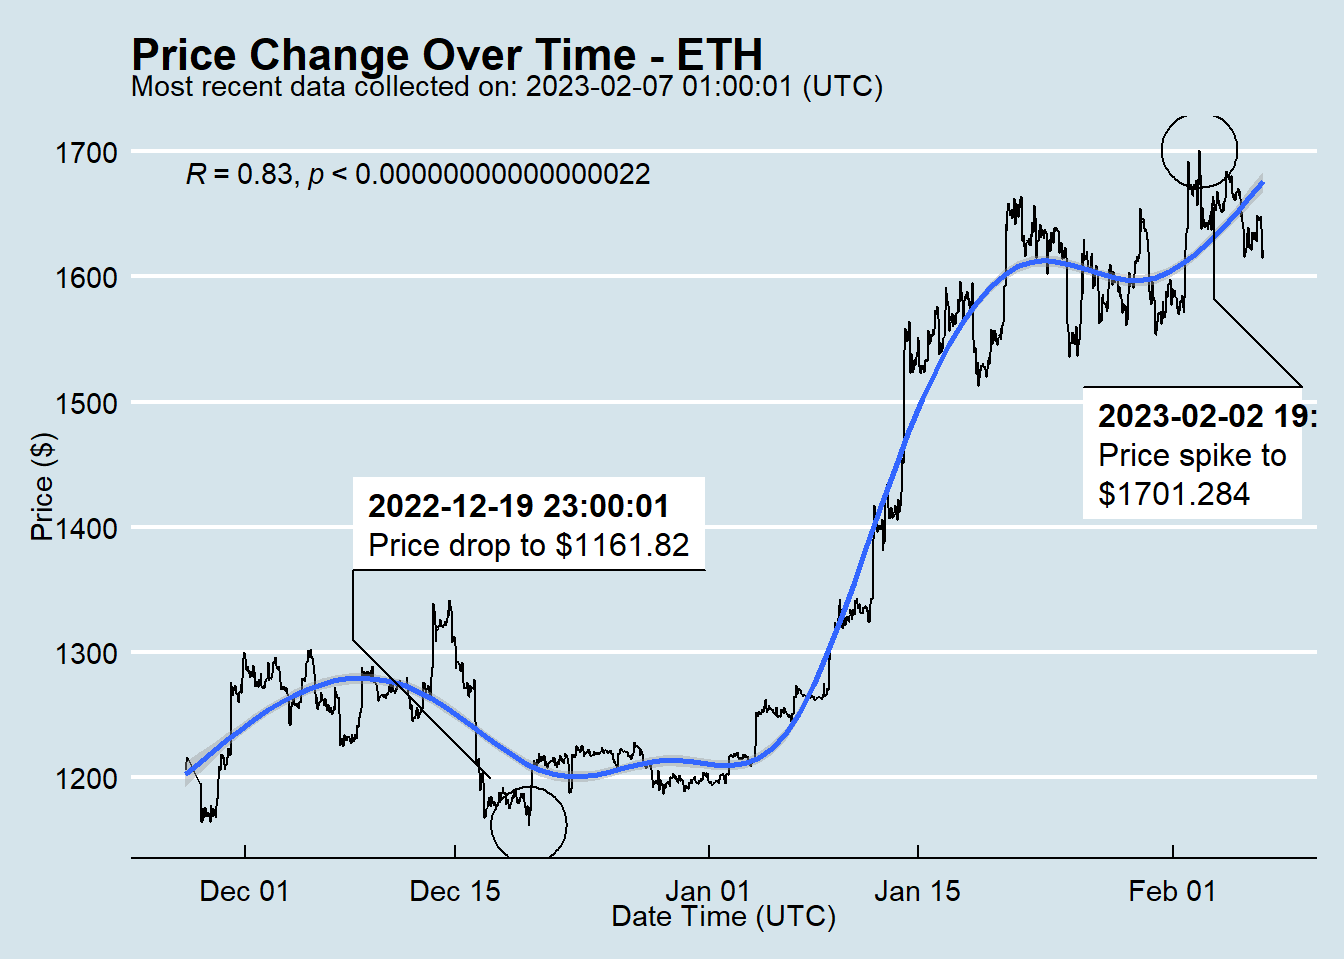 Price Change Over Time - ETH
Most recent data collected on: 2023-02-07 01:00:01 (UTC)
R = 0.83, p < 0.00000000000000022
1700
1600
1500
1400
1300
1200
Price ($)
2023-02-02 19:
Price spike to
$1701.284
2022-12-19 23:00:01
Price drop to $1161.82
Dec 01
Dec 15
Jan 01
Jan 15
Feb 01
Date Time (UTC)